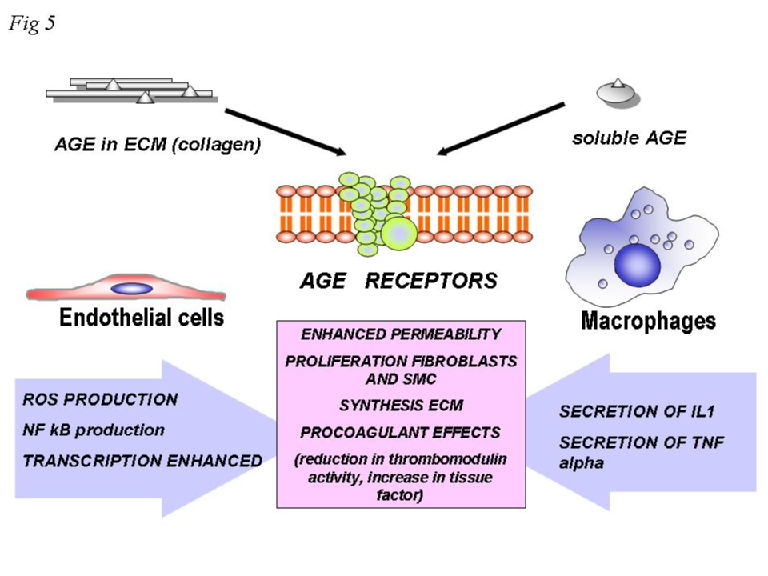 Fig 5
AGE in ECM (collagen)
soluble AGE
AGE RECEPTORS
Endothelial cells
Macrophages
ROS PRODUCTION
NF kB production
TRANSCRIPTION ENHANCED
ENHANCED PERMEABILITY
PROLIFERATION FIBROBLASTS
AND SMC
SYNTHESIS ECM
PROCOAGULANT EFFECTS
(reduction in thrombomodulin
activity, increase in tissue
factor)
SECRETION OF IL1
SECRETION OF TNF
alpha